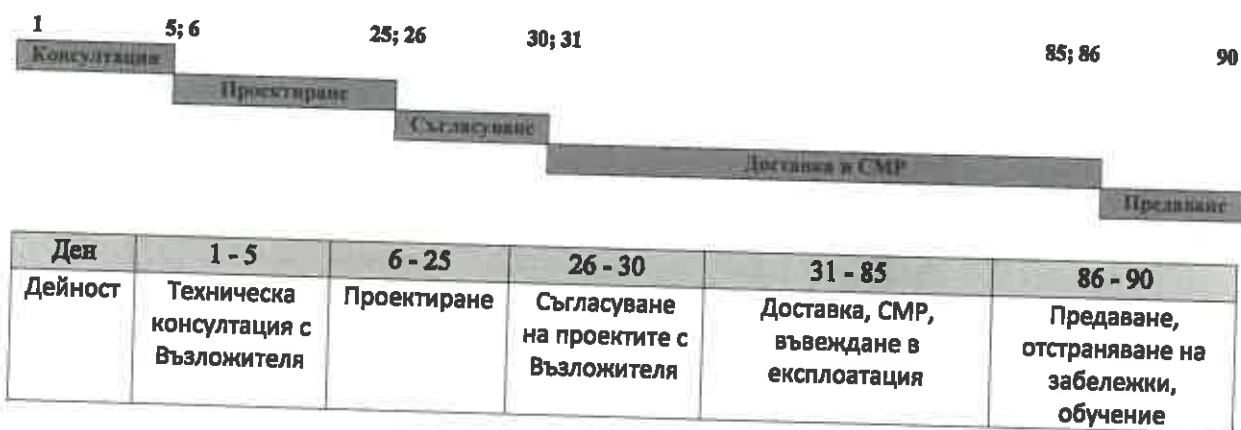 1 5; 6 25; 26 30; 31 85; 86 90
Консултация
Проектиране
Съгласуване
Доставка и СМР
Предаване
Ден 1 - 5 6 - 25 26 - 30 31 - 85 86 - 90
Дейност Техническа консултация с Възложителя Проектиране Съгласуване на проектите с Възложителя Доставка, СМР, въвеждане в експлоатация Предаване, отстраняване на забележки, обучение